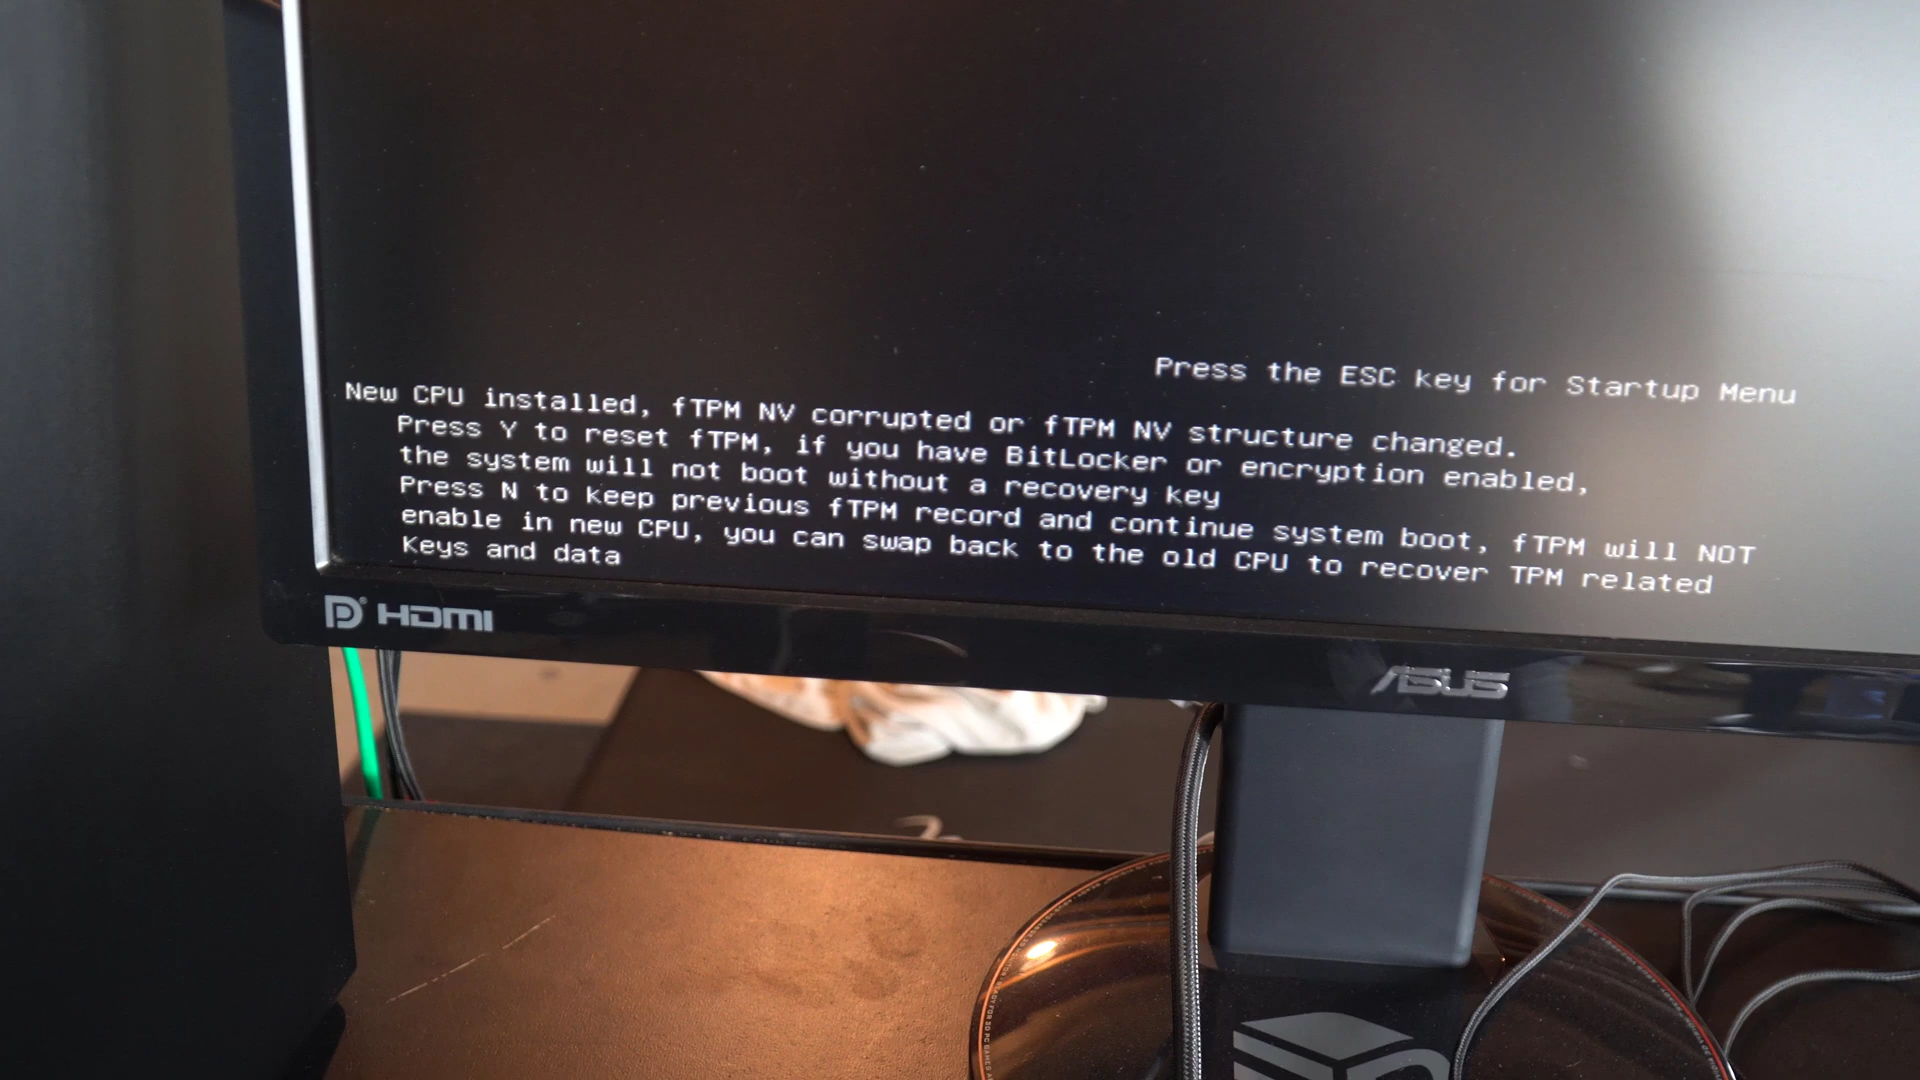 Press the ESC key for Startup Menu
New CPU installed, fTPM NV corrupted or fTPM NV structure changed.
Press Y to reset fTPM, if you have BitLocker or encryption enabled,
the system will not boot without a recovery key
Press N to keep previous fTPM record and continue system boot, fTPM will NOT
enable in new CPU, you can swap back to the old CPU to recover TPM related
Keys and data
HDMI
ASUS